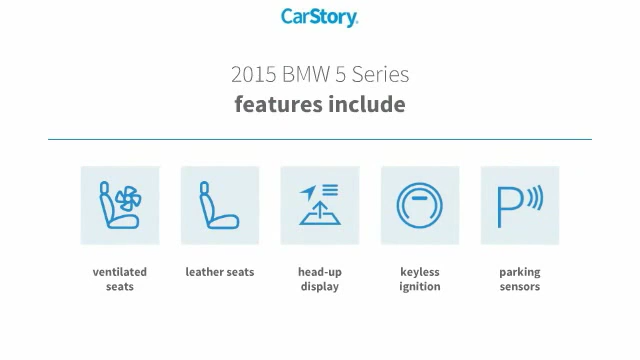 CarStory.
2015 BMW 5 Series
features include
P
ventilated seats
leather seats
head-up display
keyless ignition
parking sensors